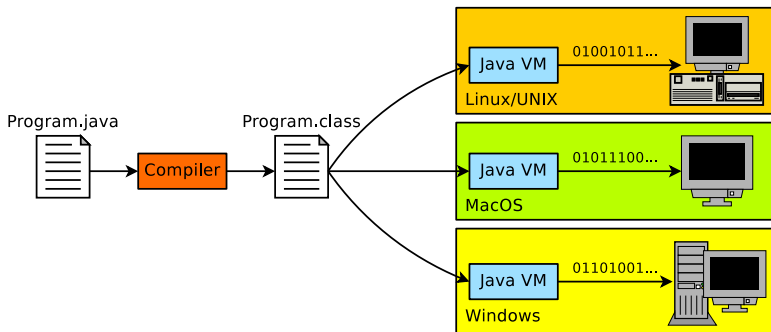 Program.java
Compiler
Program.class
Java VM
01001011...
Linux/UNIX
Java VM
01011100...
MacOS
Java VM
01101001...
Windows